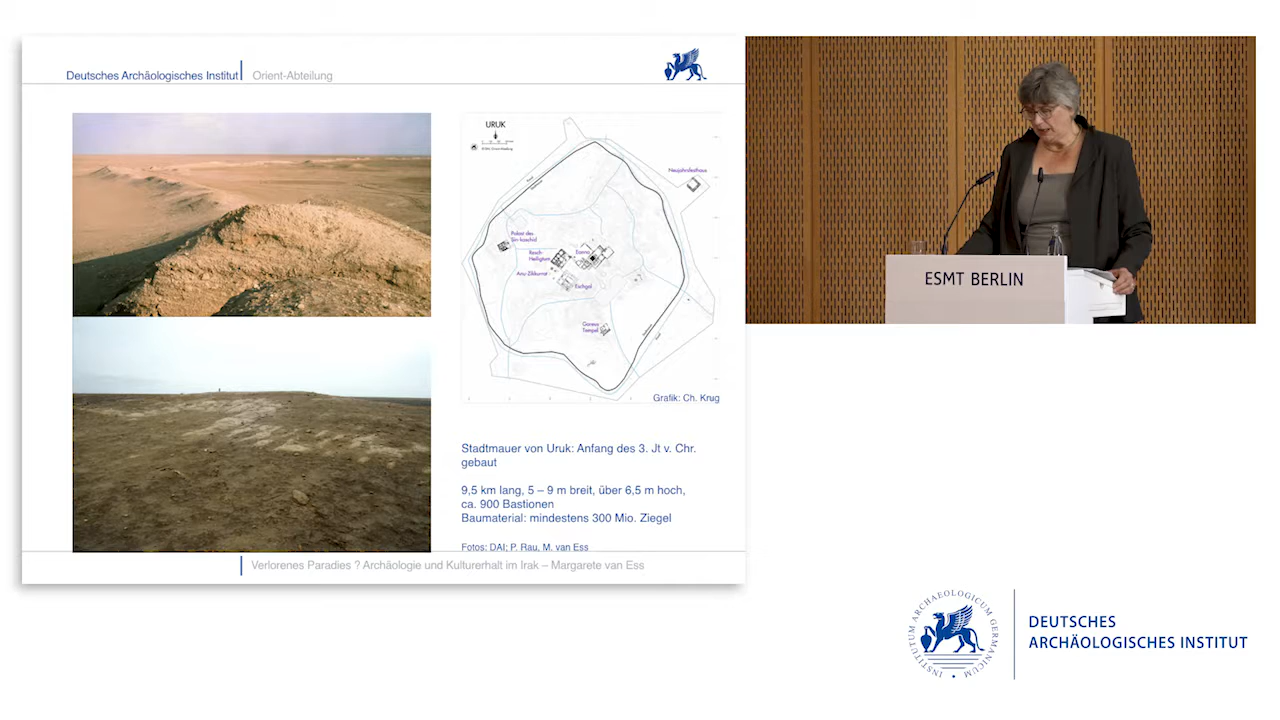 Deutsches Archäologisches Institut
Orient-Abteilung
URUK
Neujahrsfesthaus
Palast des
Sin-kaschid
Eanna
Anu-Zikkurrat
Eschgal
Gareus
Tempel
Grafik: Ch. Krug
Stadtmauer von Uruk: Anfang des 3. Jt v. Chr.
gebaut
9,5 km lang, 5 – 9 m breit, über 6,5 m hoch,
ca. 900 Bastionen
Baumaterial: mindestens 300 Mio. Ziegel
Fotos: DAI; P. Rau, M. van Ess
Verlorenes Paradies ? Archäologie und Kulturerhalt im Irak – Margarete van Ess
ESMT BERLIN
INSTITUTUM ARCHAEOLOGICUM GERMANICUM
DEUTSCHES
ARCHÄOLOGISCHES INSTITUT